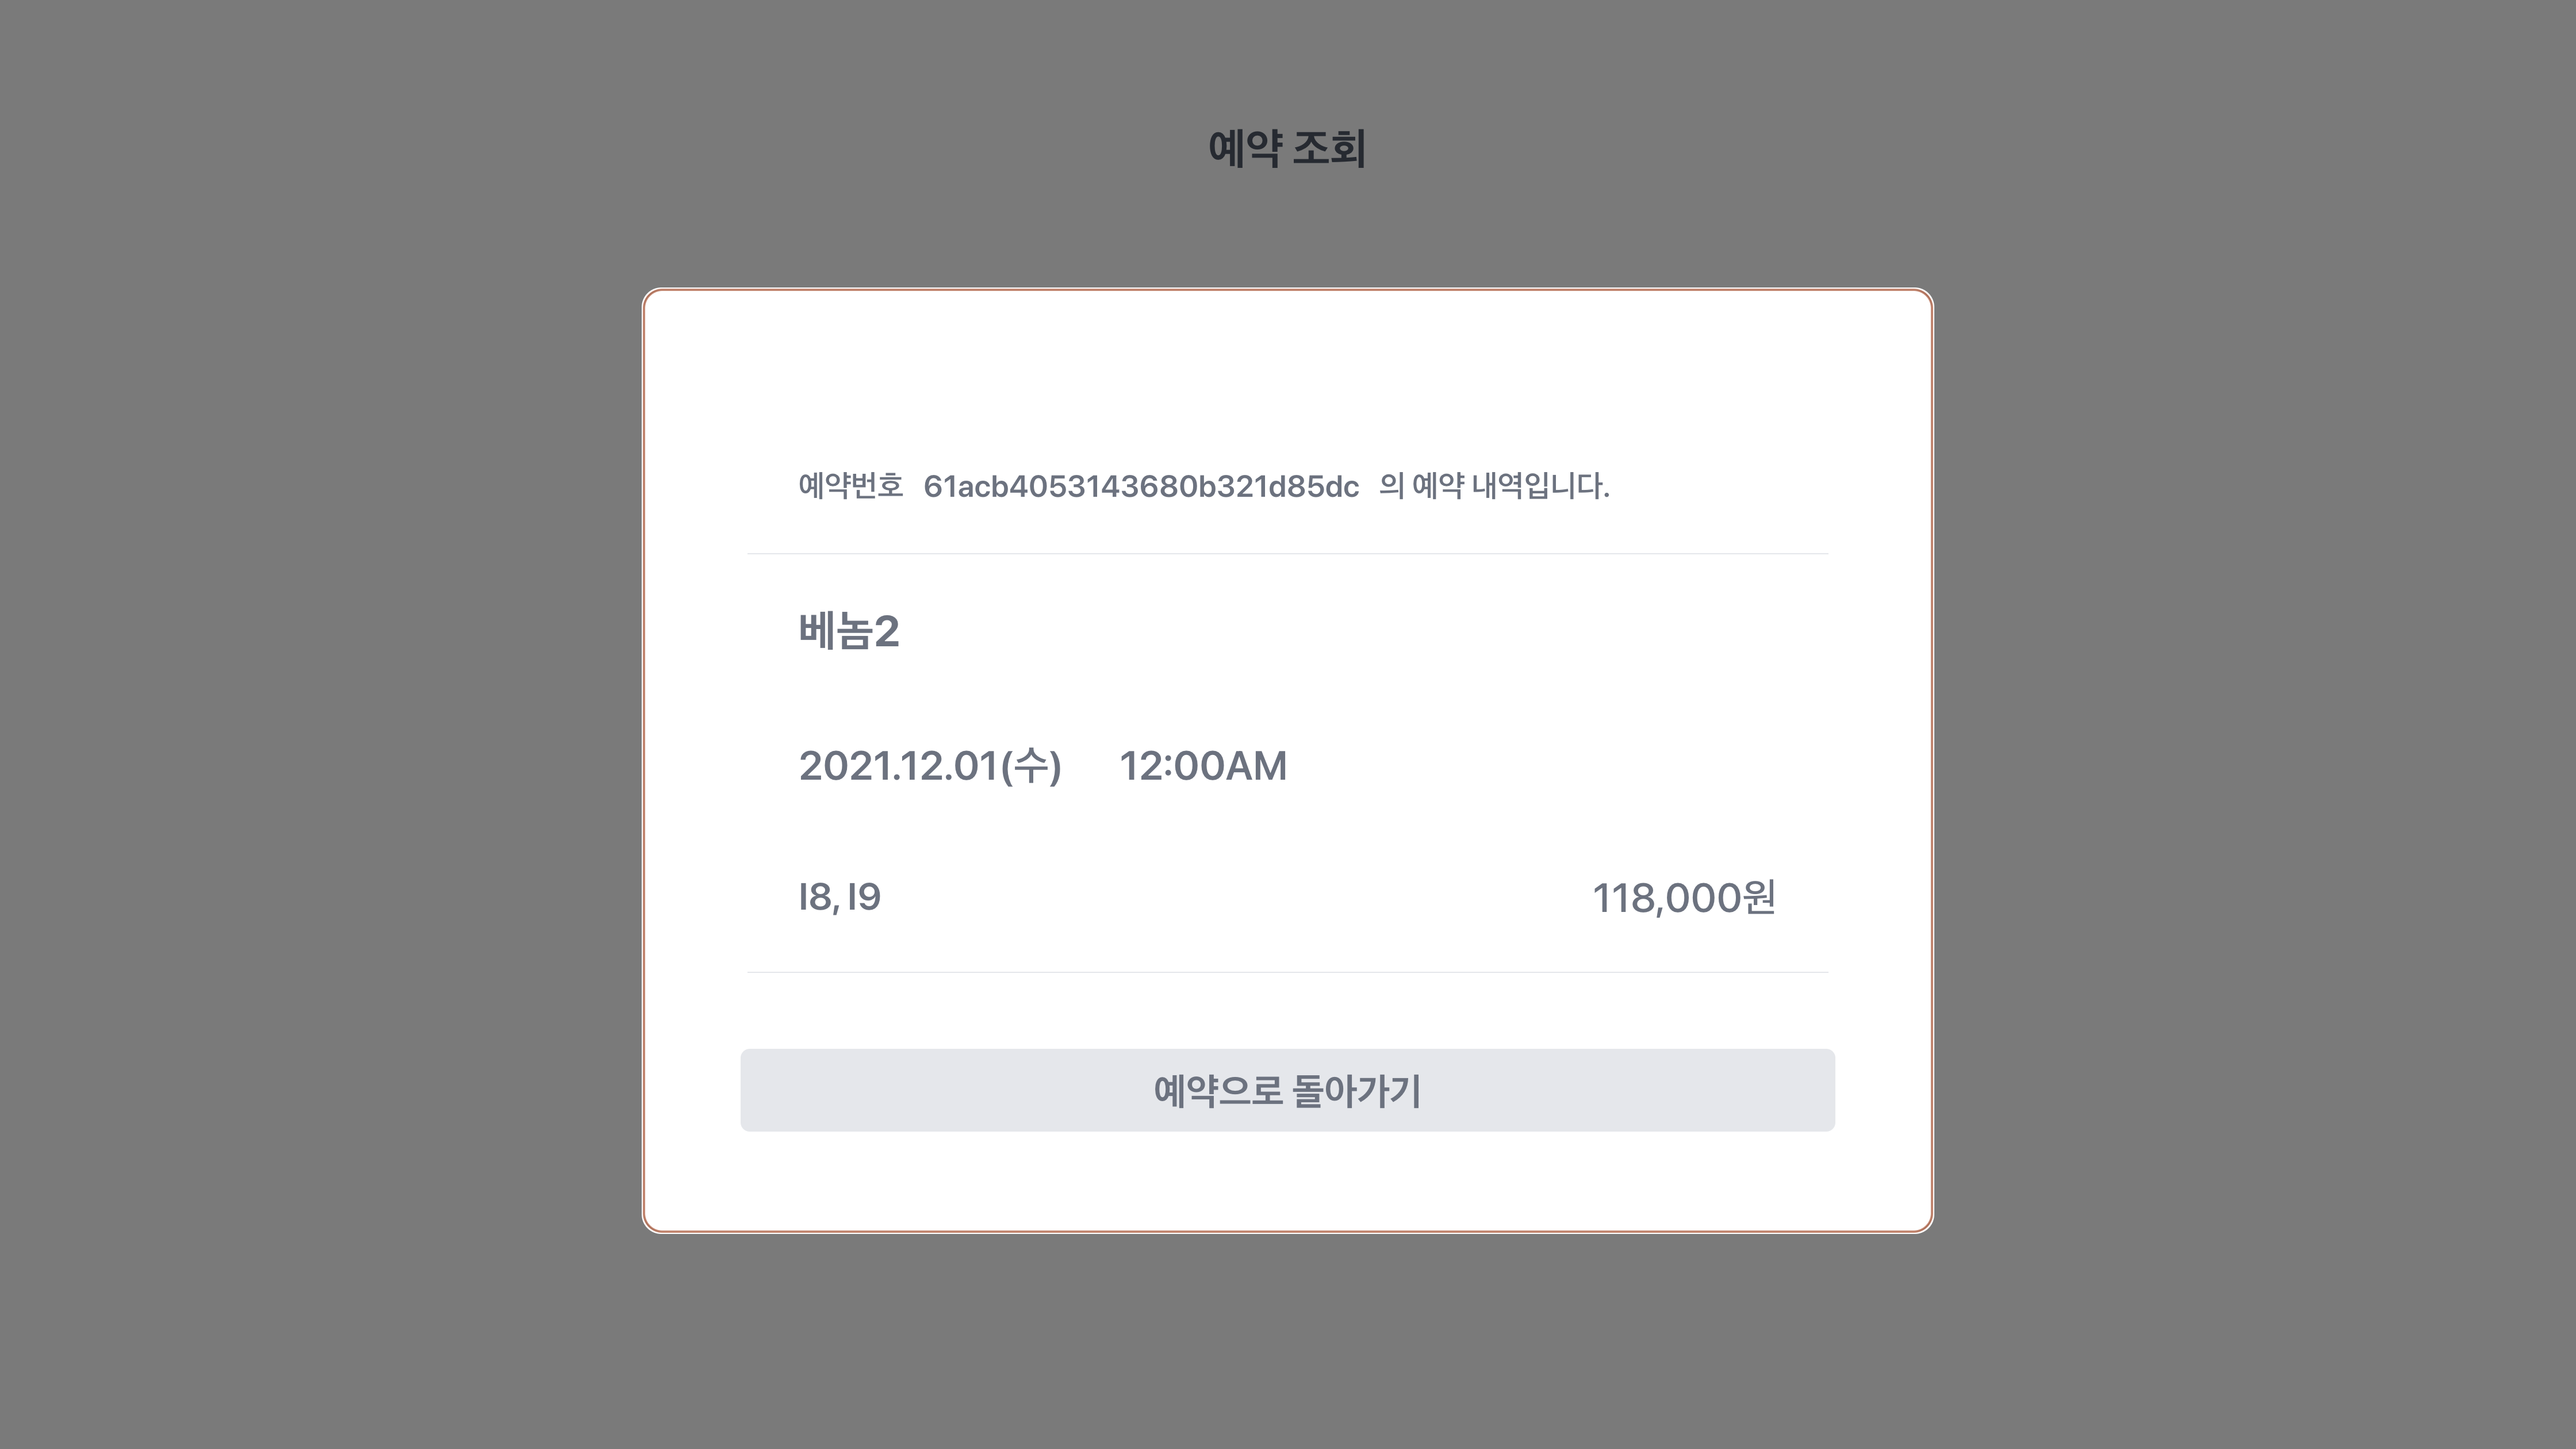 예약 조회
예약번호 61acb4053143680b321d85dc 의 예약 내역입니다.
베놈2
2021.12.01(수) 12:00AM
I8, I9 118,000원
예약으로 돌아가기